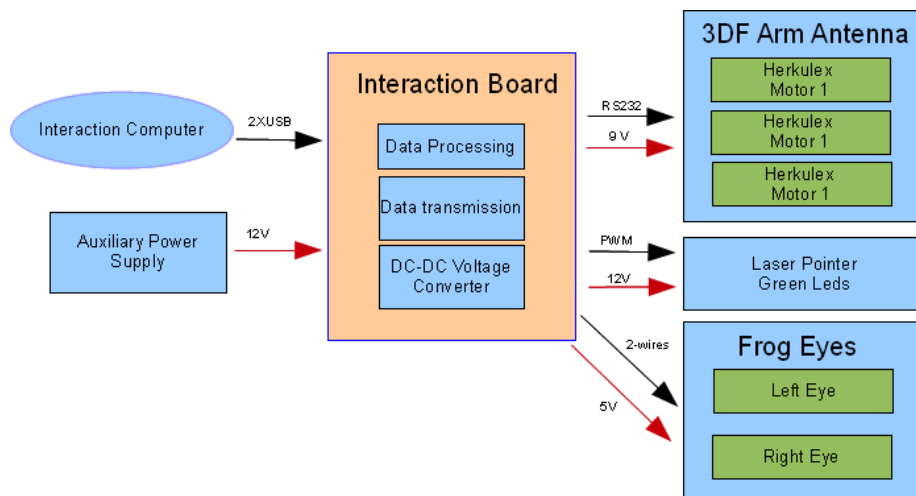 Interaction Computer
2XUSB
Auxiliary Power
Supply
12V
Interaction Board
Data Processing
Data transmission
DC-DC Voltage
Converter
RS232
9 V
PWM
12V
2-wires
5V
3DF Arm Antenna
Herkulex
Motor 1
Herkulex
Motor 1
Herkulex
Motor 1
Laser Pointer
Green Leds
Frog Eyes
Left Eye
Right Eye